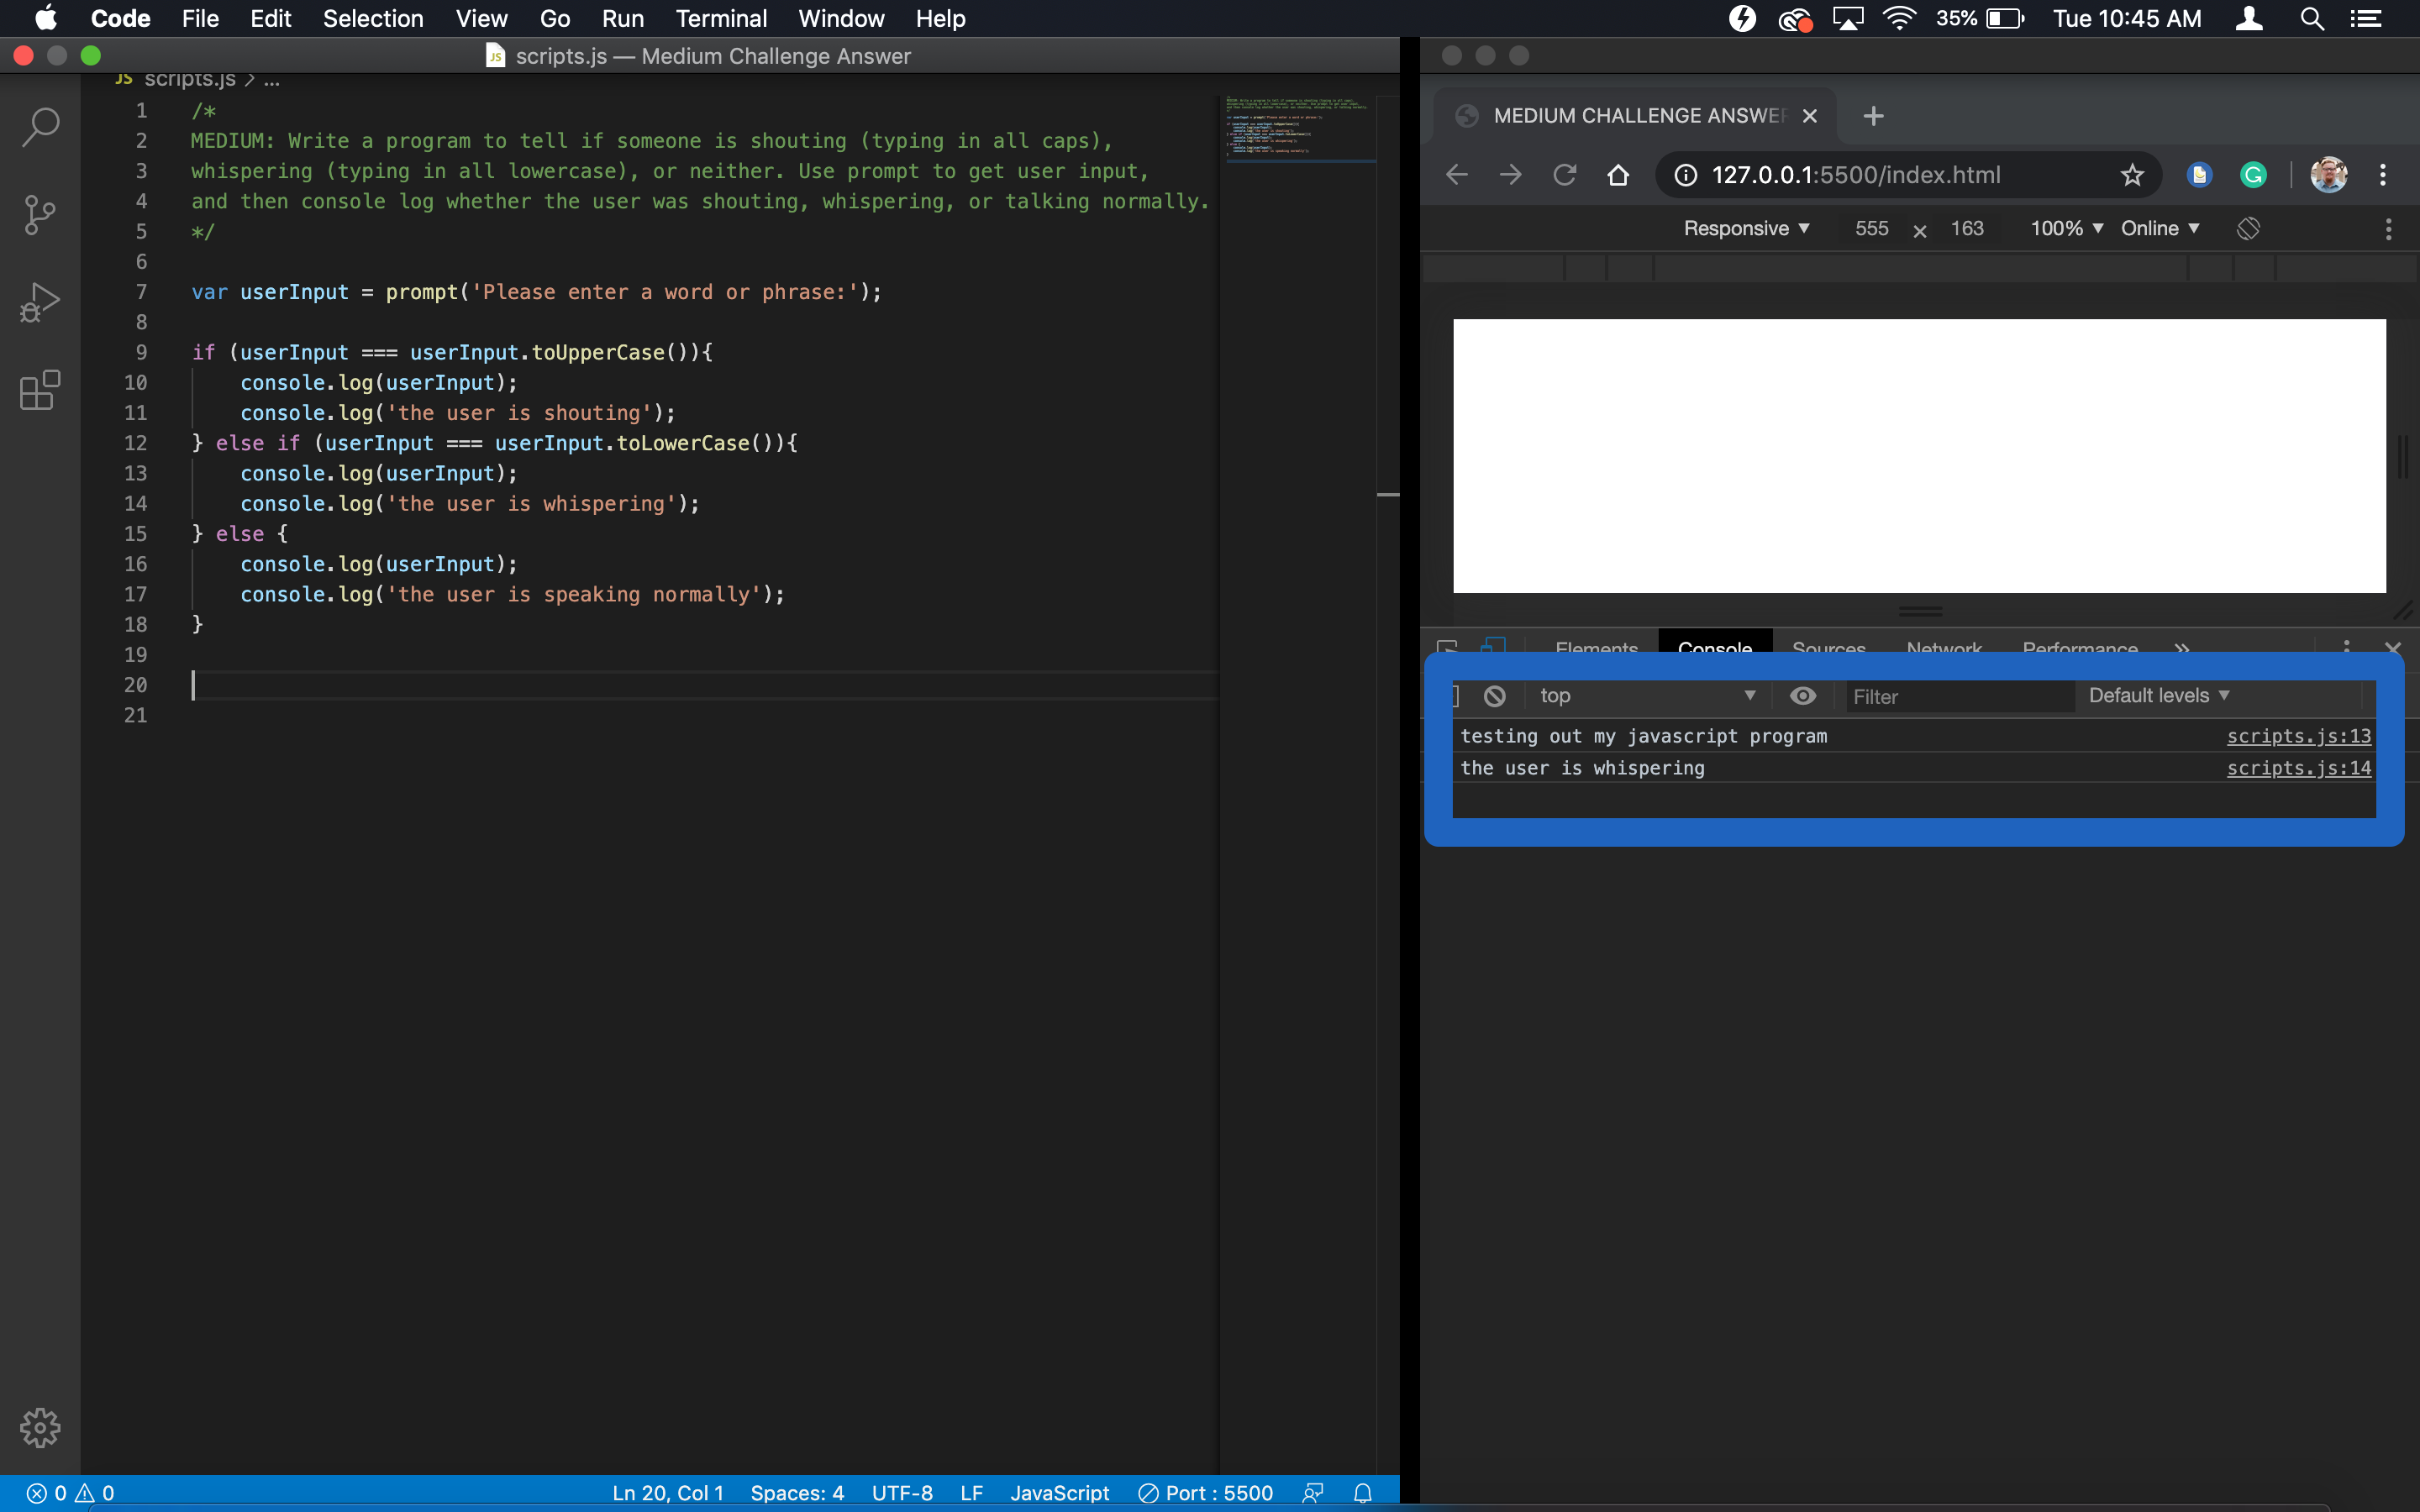 Code File Edit Selection View Go Run Terminal Window Help 35% Tue 10:45 AM
JS scripts.js — Medium Challenge Answer
JS scripts.js > ...
1 /*
2 MEDIUM: Write a program to tell if someone is shouting (typing in all caps),
3 whispering (typing in all lowercase), or neither. Use prompt to get user input,
4 and then console log whether the user was shouting, whispering, or talking normally.
5 */
6
7 var userInput = prompt('Please enter a word or phrase:');
8
9 if (userInput === userInput.toUpperCase()){
10 console.log(userInput);
11 console.log('the user is shouting');
12 } else if (userInput === userInput.toLowerCase()){
13 console.log(userInput);
14 console.log('the user is whispering');
15 } else {
16 console.log(userInput);
17 console.log('the user is speaking normally');
18 }
19
20
21
0 0 Ln 20, Col 1 Spaces: 4 UTF-8 LF JavaScript Port : 5500
MEDIUM CHALLENGE ANSWER
127.0.0.1:5500/index.html
Responsive 555 × 163 100% Online
Elements Console Sources Network Performance »
top Filter Default levels
testing out my javascript program scripts.js:13
the user is whispering scripts.js:14